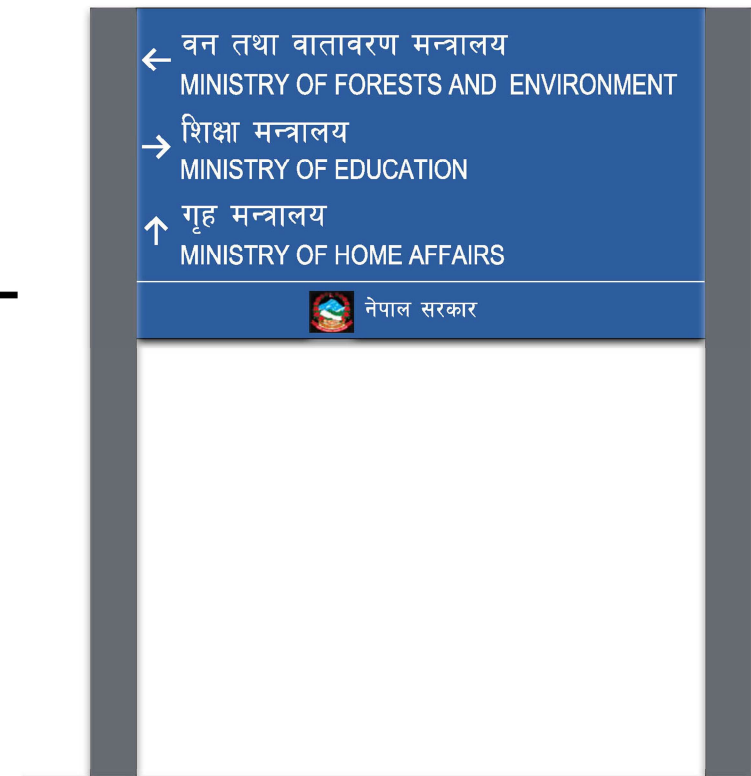 ← वन तथा वातावरण मन्त्रालय
MINISTRY OF FORESTS AND ENVIRONMENT
→ शिक्षा मन्त्रालय
MINISTRY OF EDUCATION
↑ गृह मन्त्रालय
MINISTRY OF HOME AFFAIRS
नेपाल सरकार